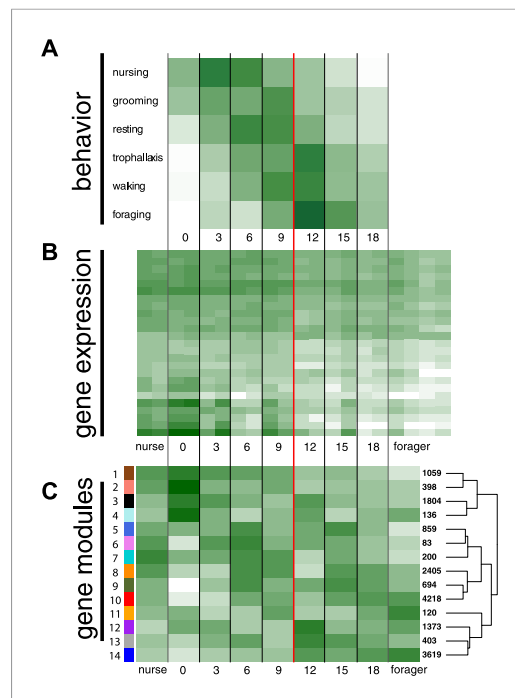 A
behavior
nursing
grooming
resting
trophallaxis
walking
foraging
0 3 6 9 12 15 18
B
gene expression
nurse 0 3 6 9 12 15 18 forager
C
gene modules
1 1059
2 398
3 1804
4 136
5 859
6 83
7 200
8 2405
9 694
10 4218
11 120
12 1373
13 403
14 3619
nurse 0 3 6 9 12 15 18 forager